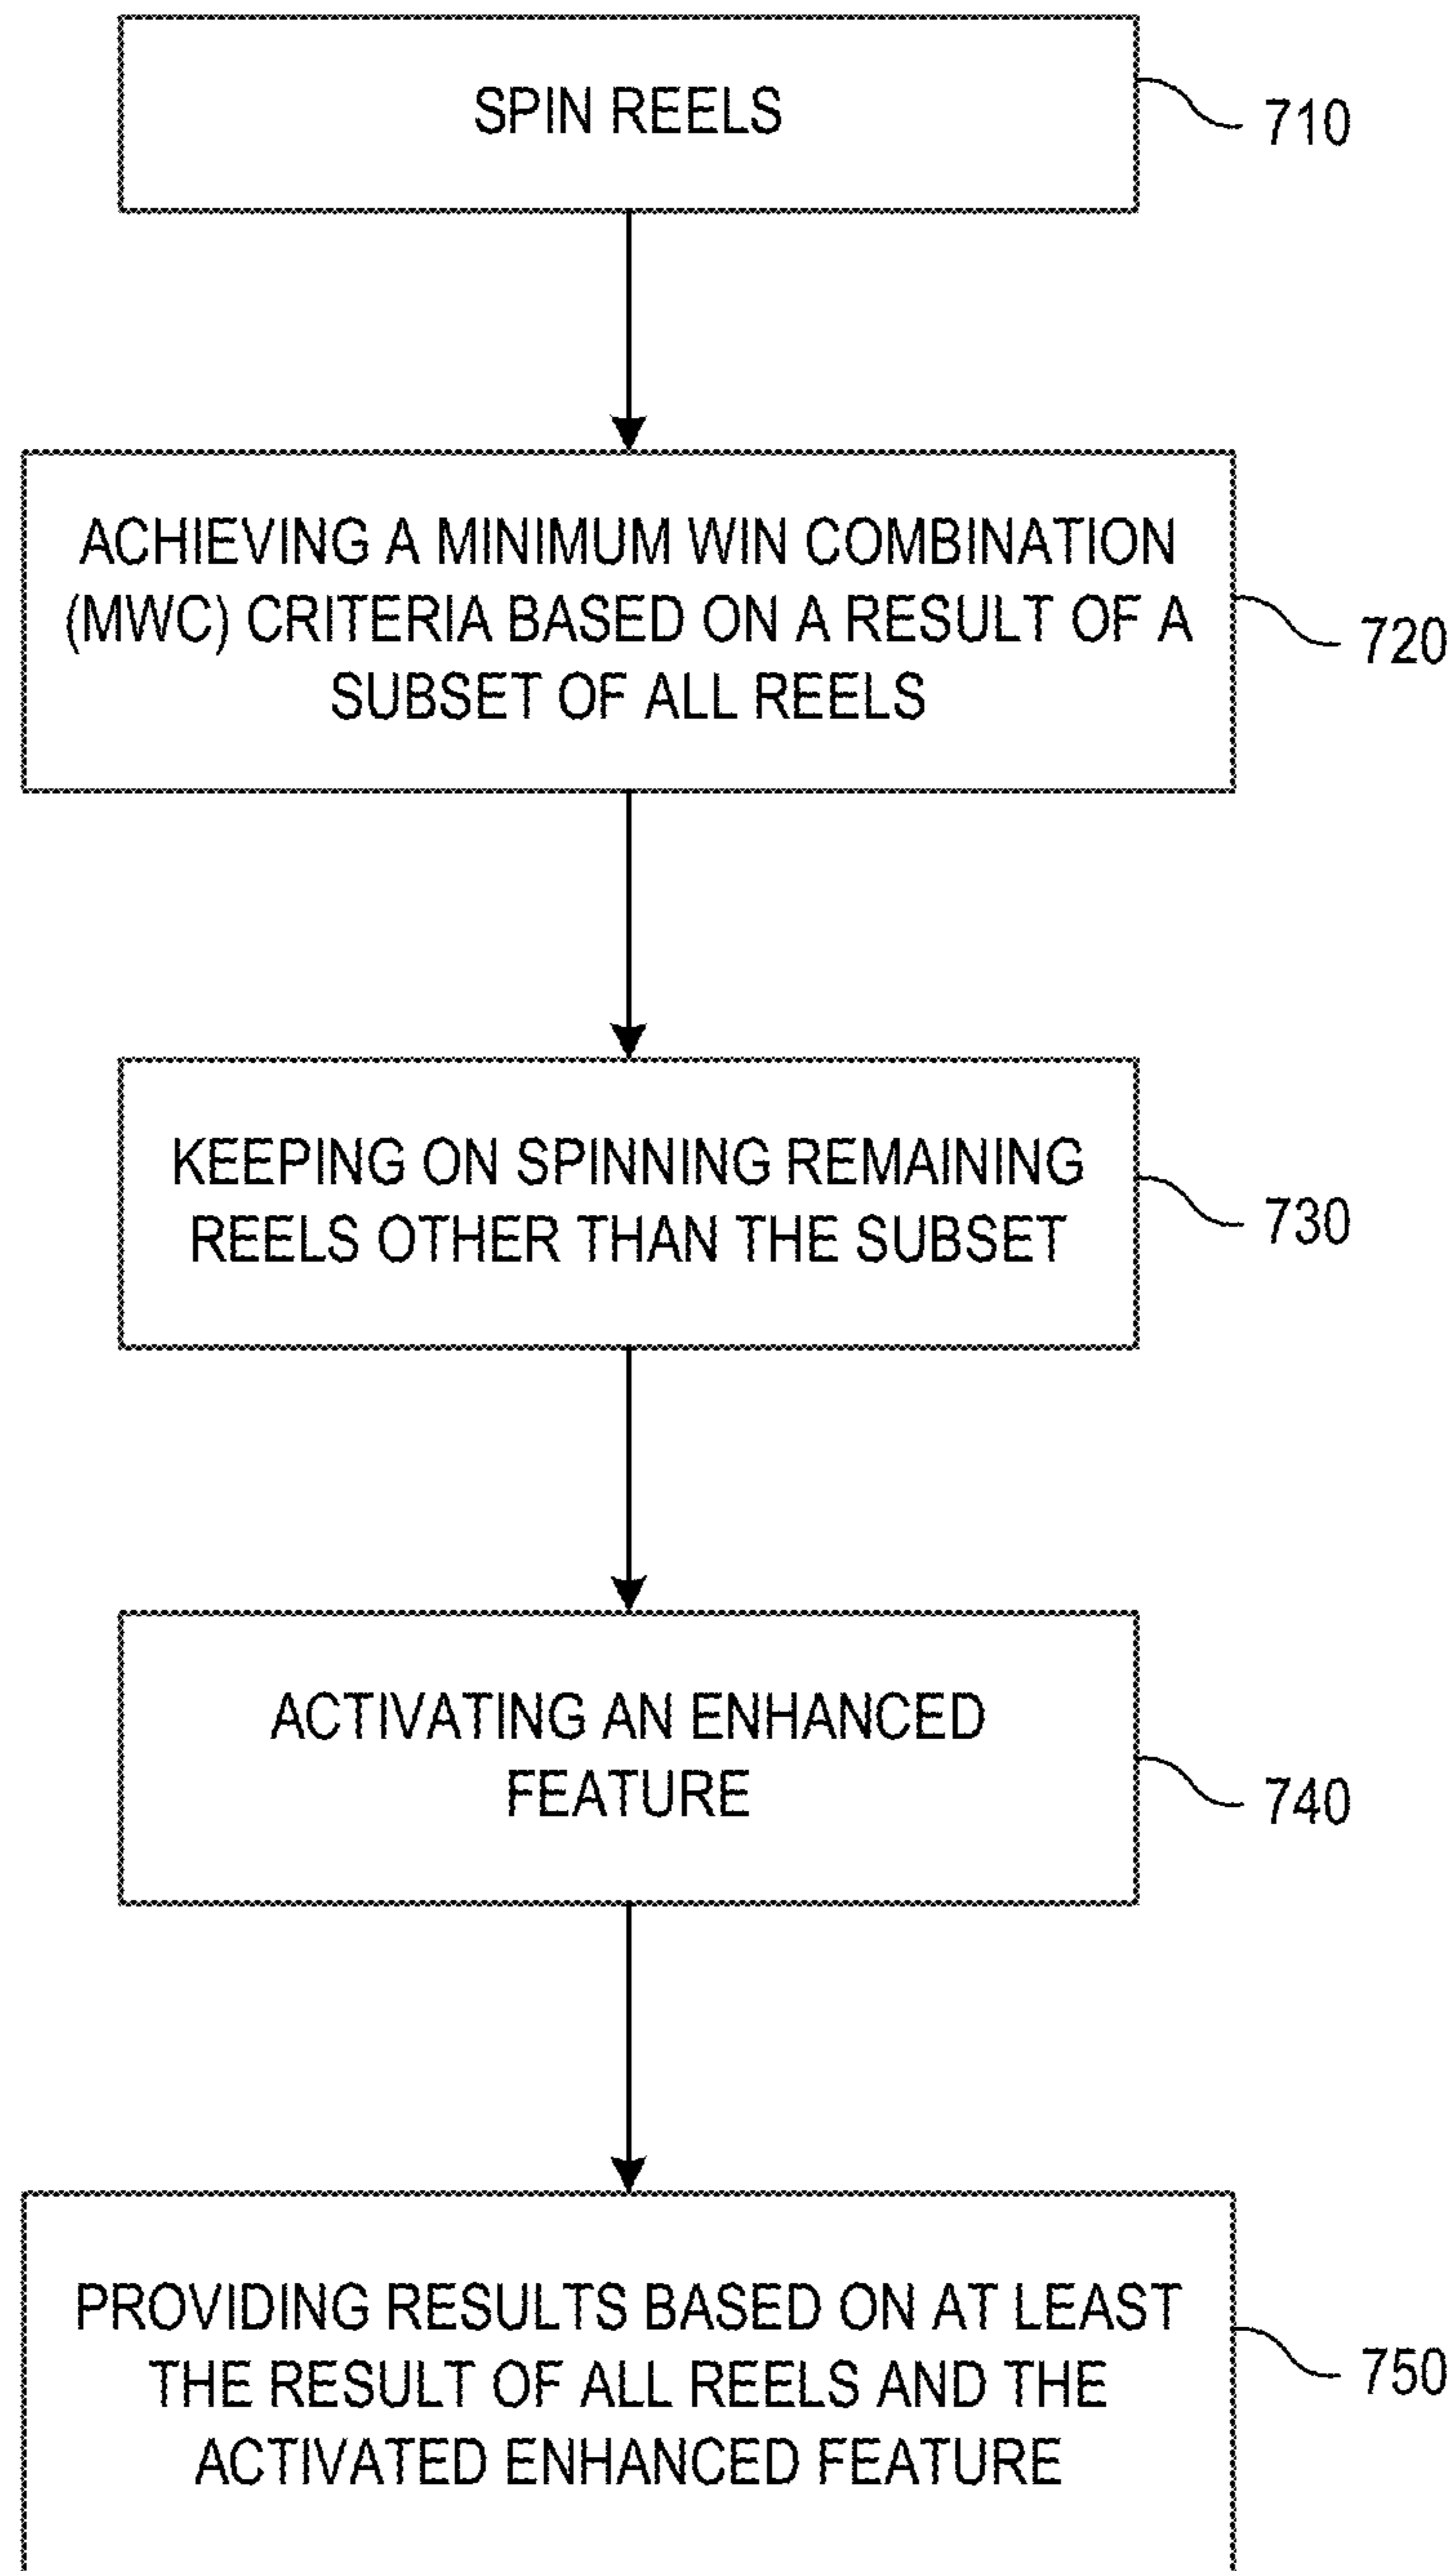 SPIN REELS
710
ACHIEVING A MINIMUM WIN COMBINATION
(MWC) CRITERIA BASED ON A RESULT OF A
SUBSET OF ALL REELS
720
KEEPING ON SPINNING REMAINING
REELS OTHER THAN THE SUBSET
730
ACTIVATING AN ENHANCED
FEATURE
740
PROVIDING RESULTS BASED ON AT LEAST
THE RESULT OF ALL REELS AND THE
ACTIVATED ENHANCED FEATURE
750